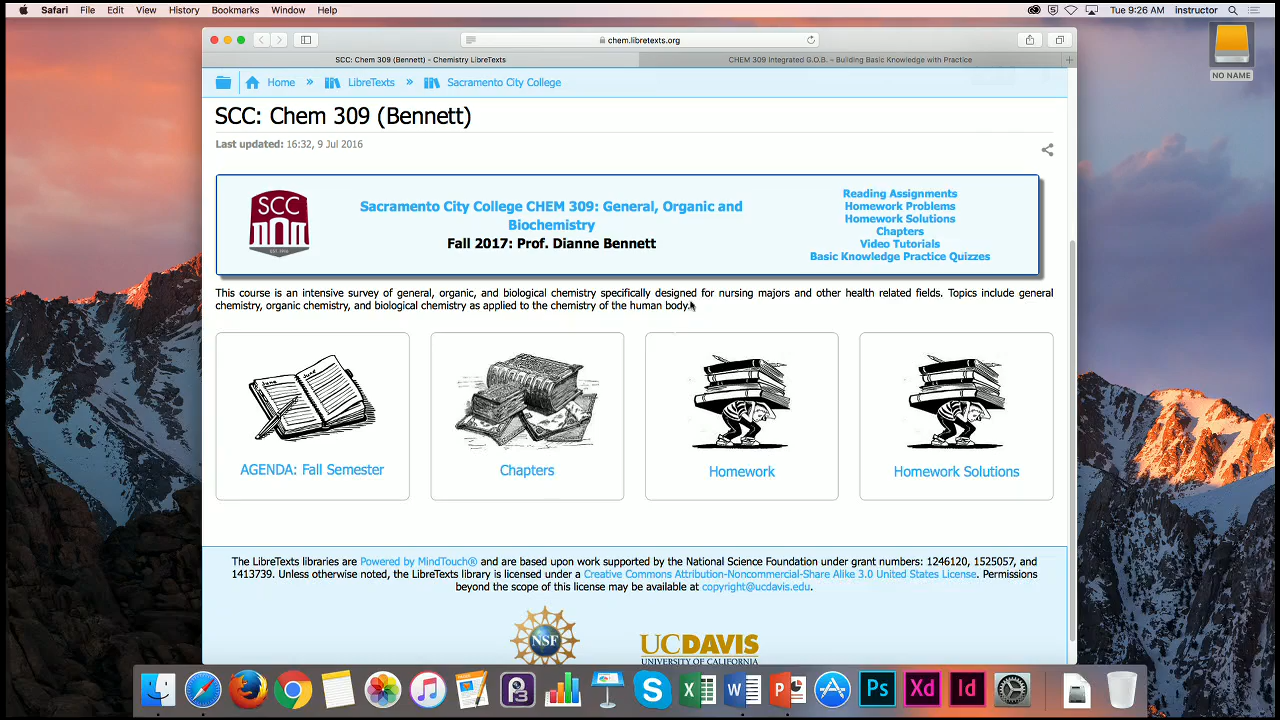 Safari File Edit View History Bookmarks Window Help
Tue 9:26 AM instructor
chem.libretexts.org
SCC: Chem 309 (Bennett) - Chemistry LibreTexts
CHEM 309 Integrated G.O.B. – Building Basic Knowledge with Practice
NO NAME
Home » LibreTexts » Sacramento City College
SCC: Chem 309 (Bennett)
Last updated: 16:32, 9 Jul 2016
SCC
EST. 1916
Sacramento City College CHEM 309: General, Organic and
Biochemistry
Fall 2017: Prof. Dianne Bennett
Reading Assignments
Homework Problems
Homework Solutions
Chapters
Video Tutorials
Basic Knowledge Practice Quizzes
This course is an intensive survey of general, organic, and biological chemistry specifically designed for nursing majors and other health related fields. Topics include general
chemistry, organic chemistry, and biological chemistry as applied to the chemistry of the human body.
June June
AGENDA: Fall Semester
Chapters
Homework
Homework Solutions
The LibreTexts libraries are Powered by MindTouch® and are based upon work supported by the National Science Foundation under grant numbers: 1246120, 1525057, and
1413739. Unless otherwise noted, the LibreTexts library is licensed under a Creative Commons Attribution-Noncommercial-Share Alike 3.0 United States License. Permissions
beyond the scope of this license may be available at copyright@ucdavis.edu.
NSF
UCDAVIS
UNIVERSITY OF CALIFORNIA
Ps Xd Id